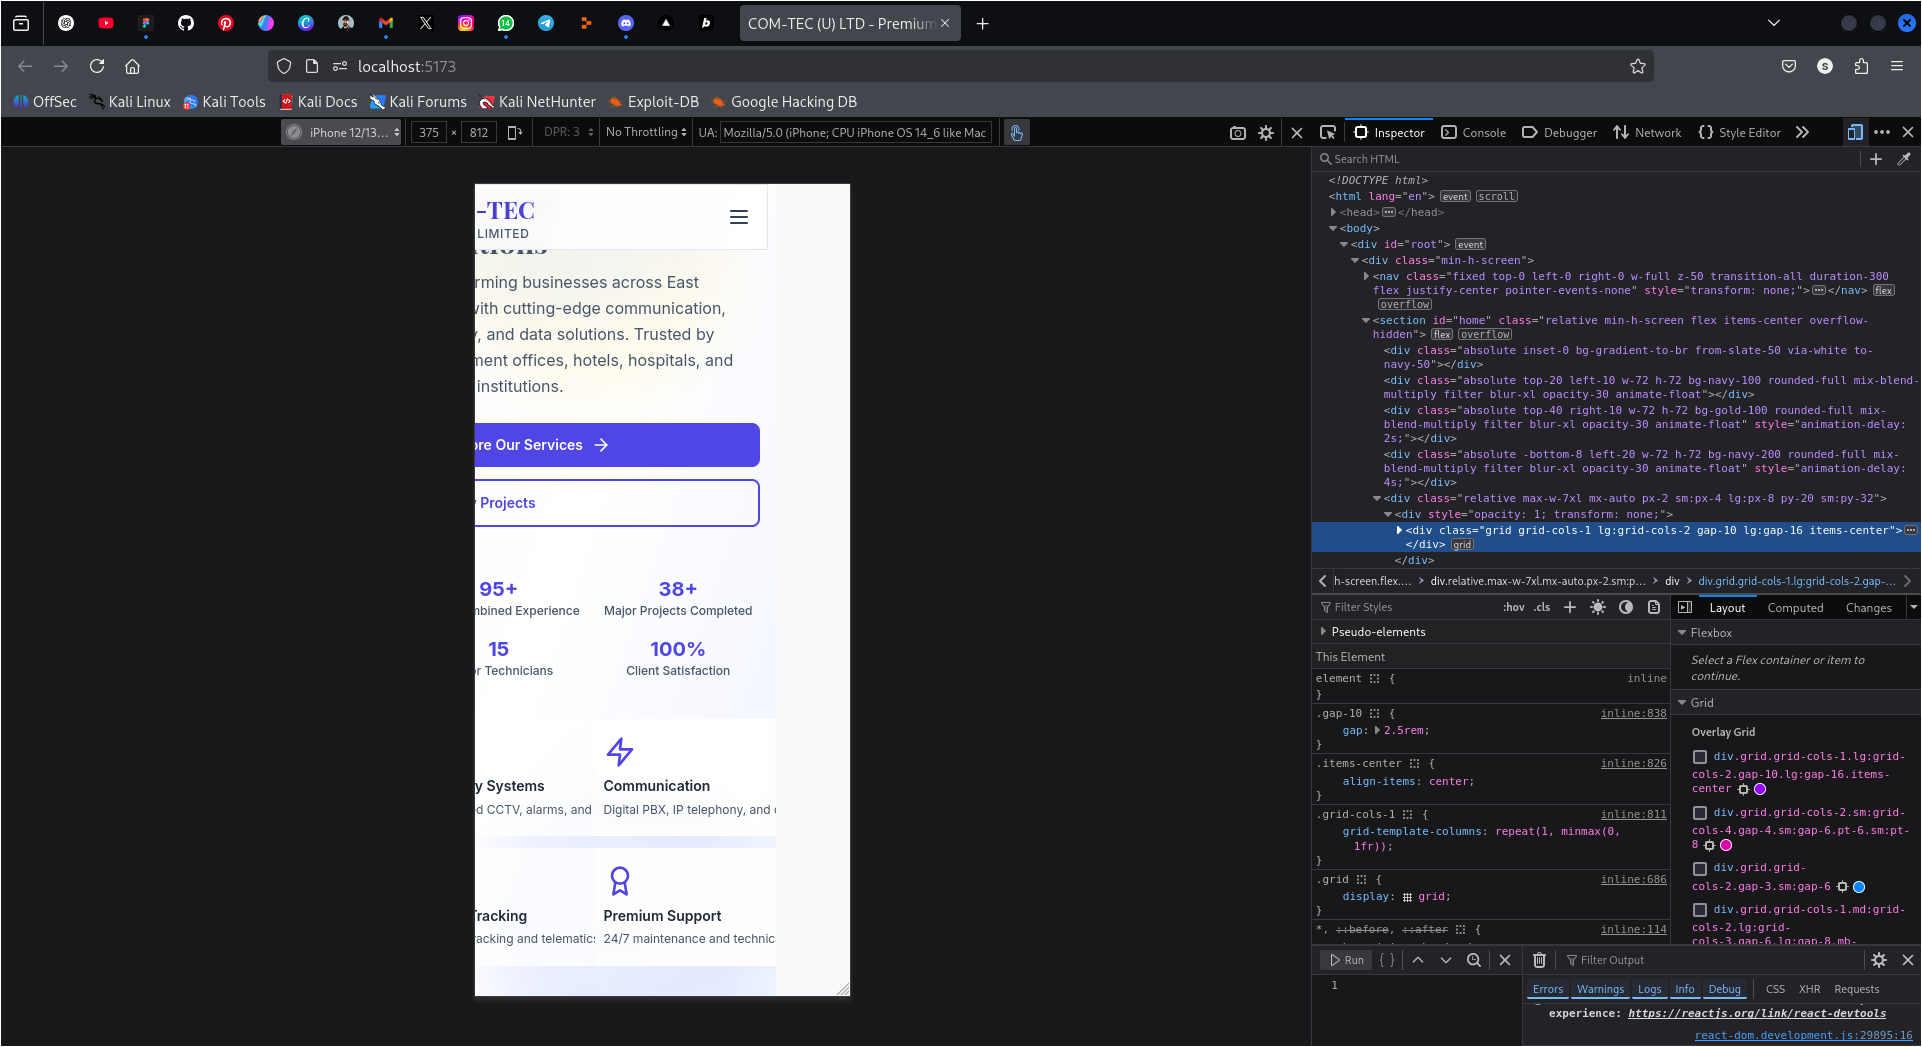 COM-TEC (U) LTD - Premium
localhost:5173
OffSec Kali Linux Kali Tools Kali Docs Kali Forums Kali NetHunter Exploit-DB Google Hacking DB
iPhone 12/13... 375 × 812 DPR: 3 No Throttling UA: Mozilla/5.0 (iPhone; CPU iPhone OS 14_6 like Mac
Inspector Console Debugger Network Style Editor
-TEC
LIMITED
rming businesses across East
with cutting-edge communication,
, and data solutions. Trusted by
ment offices, hotels, hospitals, and
institutions.
ore Our Services
Projects
95+ 38+
mbined Experience Major Projects Completed
15 100%
r Technicians Client Satisfaction
y Systems Communication
d CCTV, alarms, and Digital PBX, IP telephony, and
Tracking Premium Support
racking and telematics 24/7 maintenance and technic
Search HTML
<!DOCTYPE html>
<html lang="en"> event scroll
<head> ••• </head>
<body>
<div id="root"> event
<div class="min-h-screen">
<nav class="fixed top-0 left-0 right-0 w-full z-50 transition-all duration-300
flex justify-center pointer-events-none" style="transform: none;"> ••• </nav> flex
overflow
<section id="home" class="relative min-h-screen flex items-center overflow-
hidden"> flex overflow
<div class="absolute inset-0 bg-gradient-to-br from-slate-50 via-white to-
navy-50"></div>
<div class="absolute top-20 left-10 w-72 h-72 bg-navy-100 rounded-full mix-blend-
multiply filter blur-xl opacity-30 animate-float"></div>
<div class="absolute top-40 right-10 w-72 h-72 bg-gold-100 rounded-full mix-
blend-multiply filter blur-xl opacity-30 animate-float" style="animation-delay:
2s;"></div>
<div class="absolute -bottom-8 left-20 w-72 h-72 bg-navy-200 rounded-full mix-
blend-multiply filter blur-xl opacity-30 animate-float" style="animation-delay:
4s;"></div>
<div class="relative max-w-7xl mx-auto px-2 sm:px-4 lg:px-8 py-20 sm:py-32">
<div style="opacity: 1; transform: none;">
<div class="grid grid-cols-1 lg:grid-cols-2 gap-10 lg:gap-16 items-center"> •••
</div> grid
</div>
h-screen.flex.... div.relative.max-w-7xl.mx-auto.px-2.sm:p... div div.grid.grid-cols-1.lg:grid-cols-2.gap-...
Filter Styles :hov .cls
Pseudo-elements
This Element
element { inline
}
.gap-10 { inline:838
gap: 2.5rem;
}
.items-center { inline:826
align-items: center;
}
.grid-cols-1 { inline:811
grid-template-columns: repeat(1, minmax(0,
1fr));
}
.grid { inline:686
display: grid;
}
*, ::before, ::after { inline:114
Layout Computed Changes
Flexbox
Select a Flex container or item to
continue.
Grid
Overlay Grid
div.grid.grid-cols-1.lg:grid-
cols-2.gap-10.lg:gap-16.items-
center
div.grid.grid-cols-2.sm:grid-
cols-4.gap-4.sm:gap-6.pt-6.sm:pt-
8
div.grid.grid-
cols-2.gap-3.sm:gap-6
div.grid.grid-cols-1.md:grid-
cols-2.lg:grid-
cols-3.gap-6.lg:gap-8.mb-
Run { }
1
Filter Output
Errors Warnings Logs Info Debug CSS XHR Requests
experience: https://reactjs.org/link/react-devtools
react-dom.development.js:29895:16